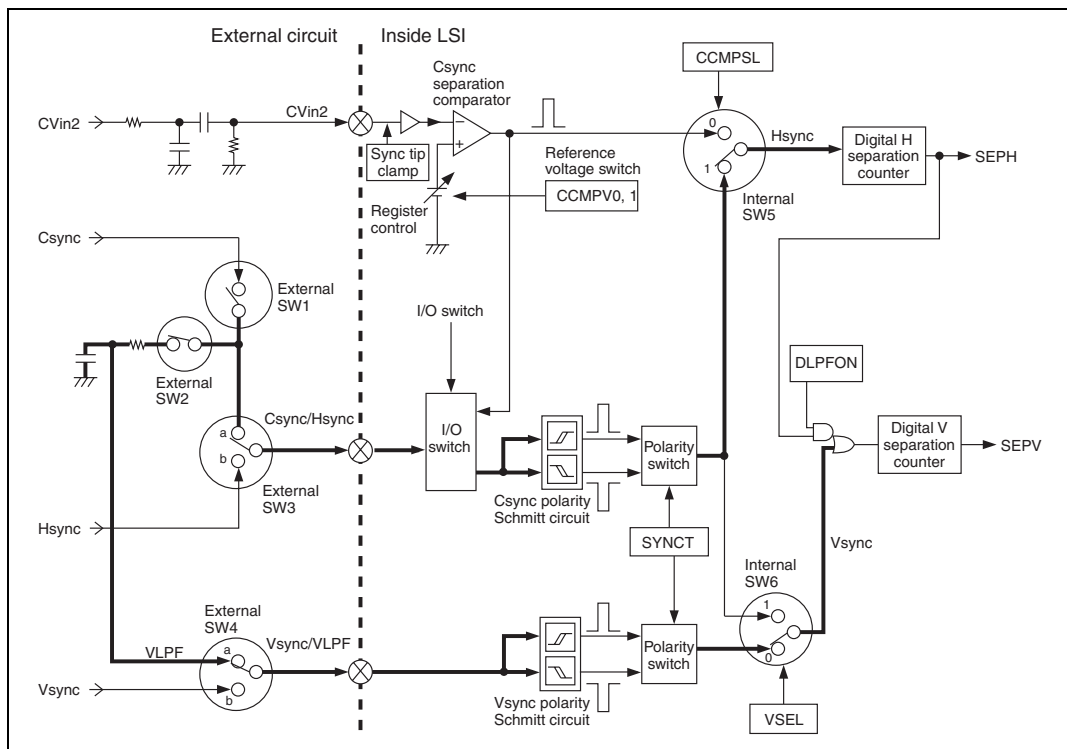 External circuit
Inside LSI
CCMPSL
Csync
separation
comparator
CVin2
CVin2
−
+
0
1
Hsync
Digital H
separation
counter
SEPH
Sync tip
clamp
Reference
voltage switch
CCMPV0, 1
Register
control
Internal
SW5
Csync
External
SW1
I/O switch
External
SW2
DLPFON
a
b
Csync/Hsync
I/O
switch
Polarity
switch
Digital V
separation
counter
SEPV
External
SW3
Csync polarity
Schmitt circuit
Hsync
SYNCT
Vsync
Internal
SW6
External
SW4
1
0
VLPF
a
b
Vsync/VLPF
Polarity
switch
Vsync
Vsync polarity
Schmitt circuit
VSEL